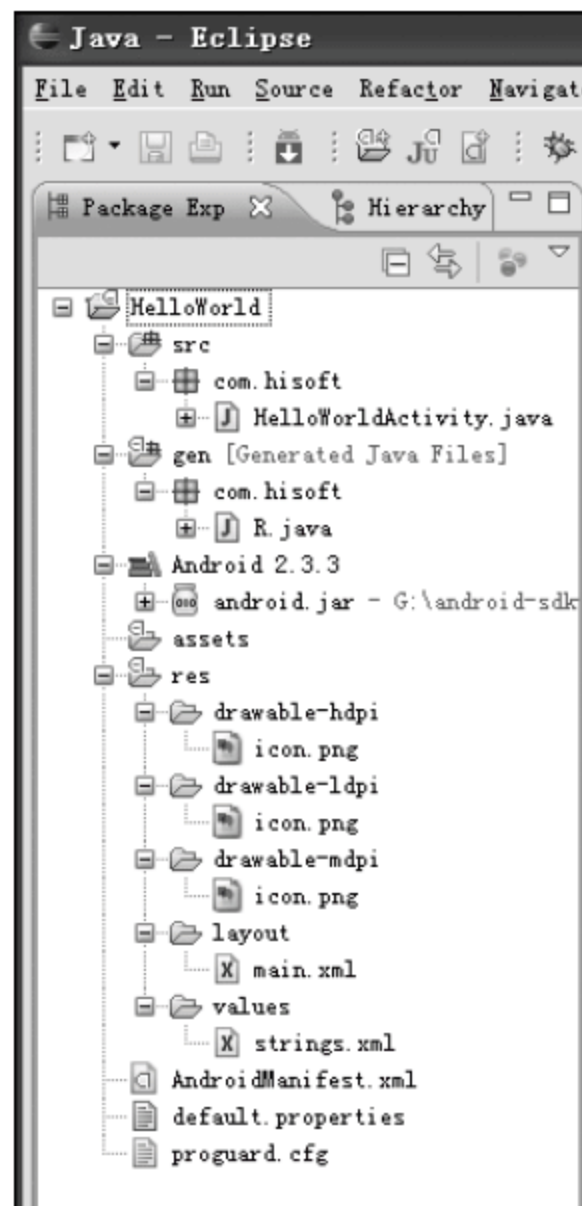 Java - Eclipse
File Edit Run Source Refactor Navigat
Package Exp Hierarchy
HelloWorld
src
com.hisoft
HelloWorldActivity.java
gen [Generated Java Files]
com.hisoft
R.java
Android 2.3.3
android.jar - G:\android-sdk
assets
res
drawable-hdpi
icon.png
drawable-ldpi
icon.png
drawable-mdpi
icon.png
layout
main.xml
values
strings.xml
AndroidManifest.xml
default.properties
proguard.cfg